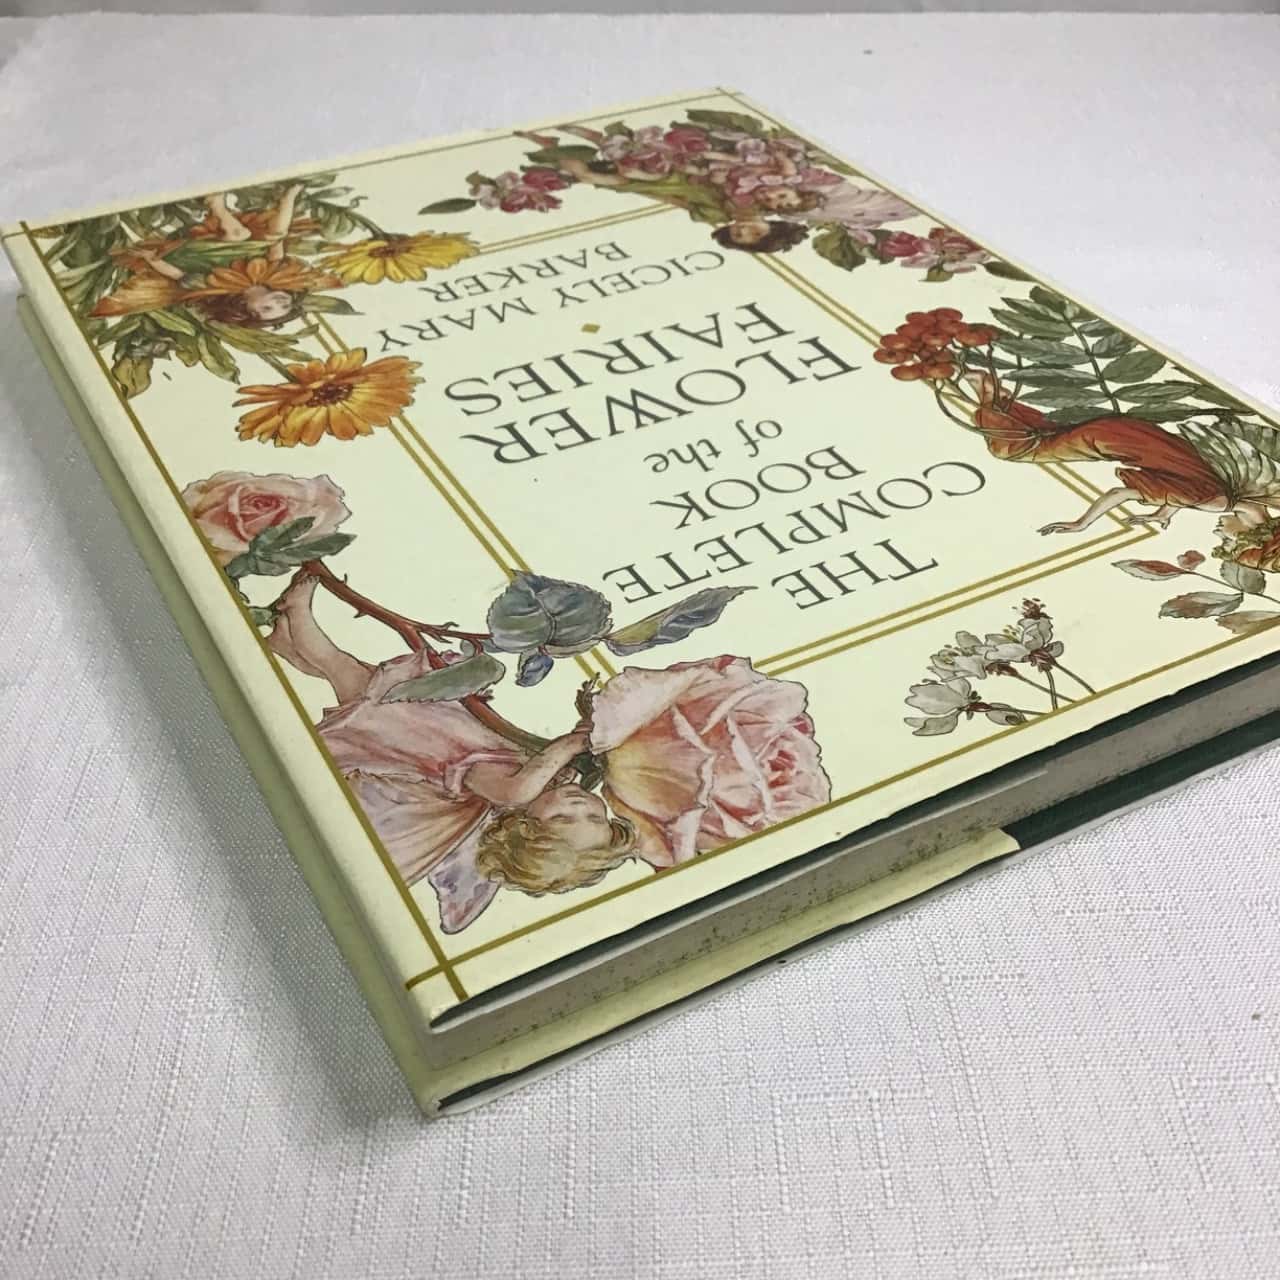 THE
COMPLETE
BOOK
of the
FLOWER
FAIRIES
CICELY MARY
BARKER